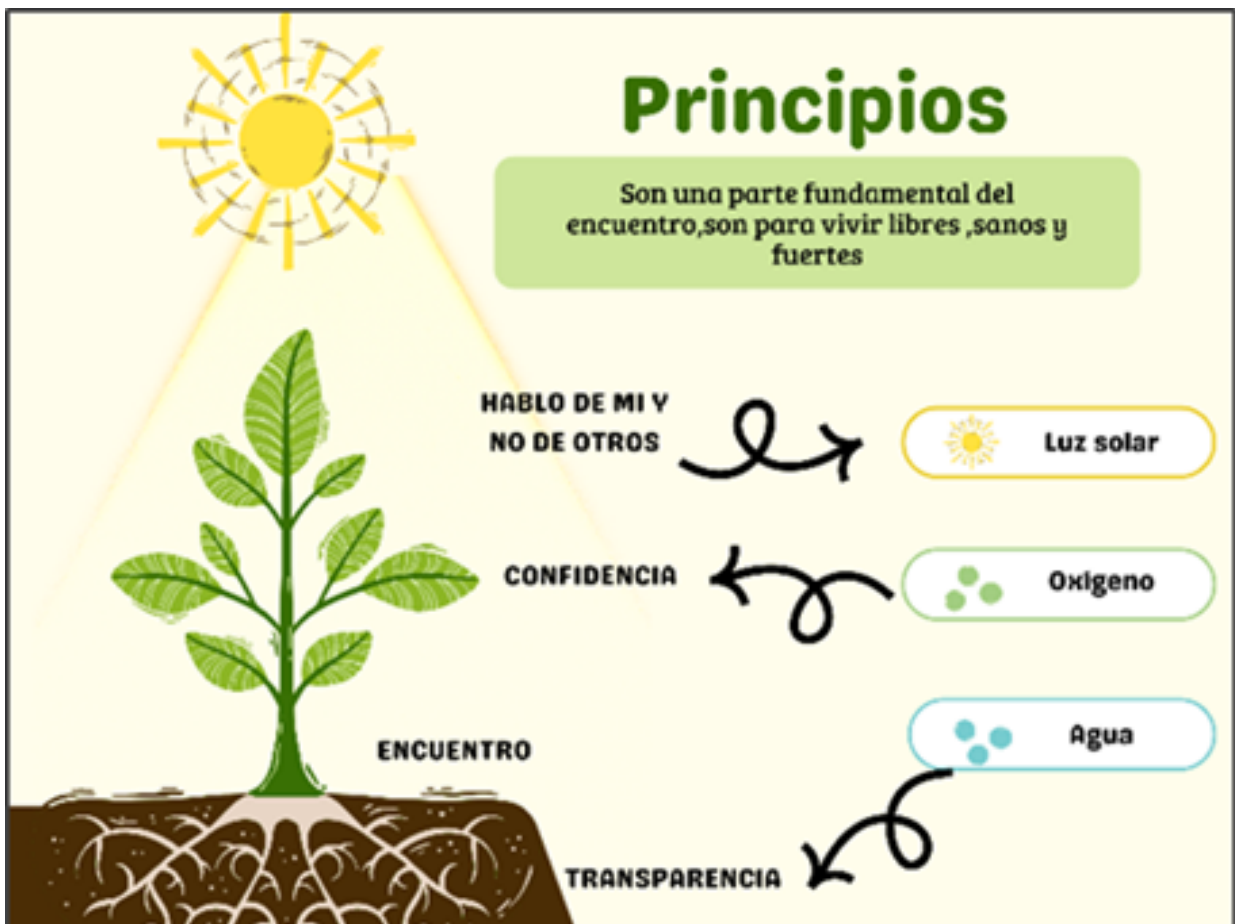 Principios
Son una parte fundamental del
encuentro,son para vivir libres ,sanos y
fuertes
HABLO DE MI Y
NO DE OTROS
Luz solar
CONFIDENCIA
Oxigeno
ENCUENTRO
Agua
TRANSPARENCIA